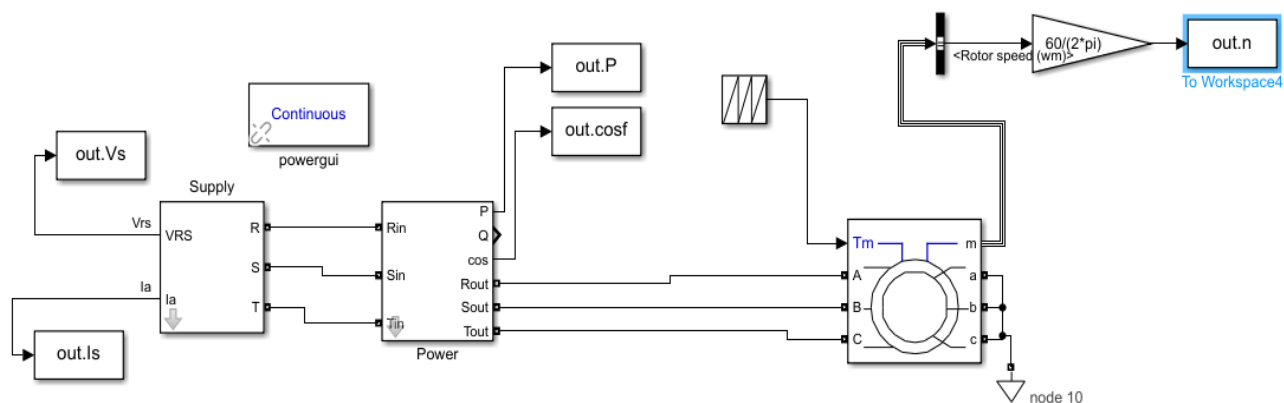 out.P
60/(2*pi)
out.n
<Rotor speed (wm)>
To Workspace4
Continuous
out.cosf
out.Vs
powergui
Supply
Vrs
VRS
R
S
T
Ia
Ia
out.Is
Rin
Sin
Tin
P
Q
cos
Rout
Sout
Tout
Power
Tm
m
A
B
C
a
b
c
node 10